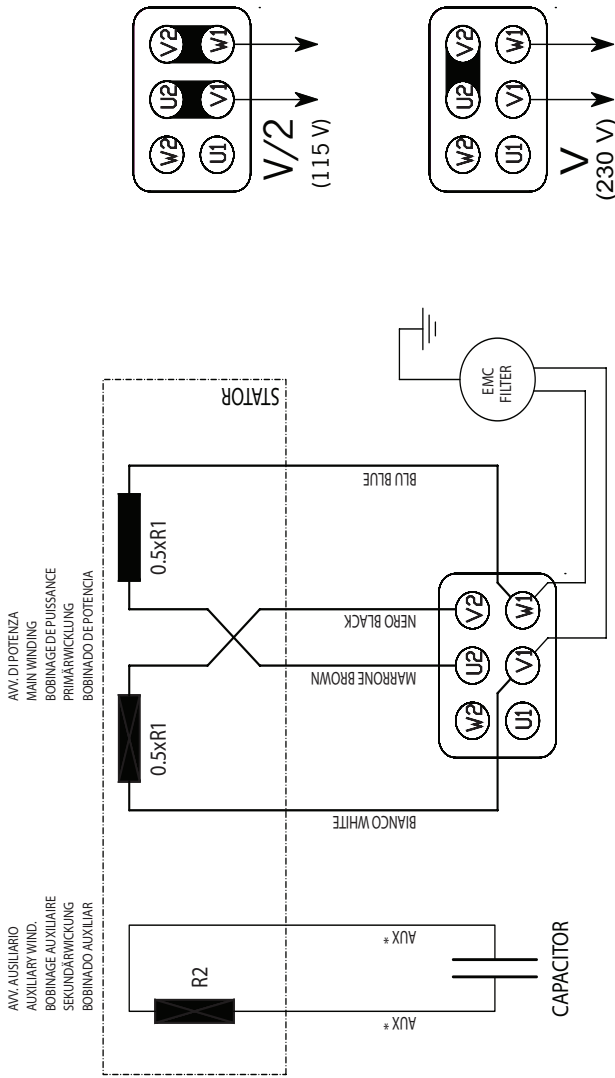 AVV. AUSILIARIO
AUXILIARY WIND.
BOBINAGE AUXILIAIRE
SEKUNDÄRWICKUNG
BOBINADO AUXILIAR
AVV. DI POTENZA
MAIN WINDING
BOBINAGE DE PUISSANCE
PRIMÄRWICKLUNG
BOBINADO DE POTENCIA
R2
0.5xR1
0.5xR1
STATOR
AUX *
AUX *
BIANCO WHITE
MARRONE BROWN
NERO BLACK
BLU BLUE
CAPACITOR
W2 U2 V2
U1 V1 W1
EMC
FILTER
W2 U2 V2
U1 V1 W1
V/2
(115 V)
W2 U2 V2
U1 V1 W1
V
(230 V)